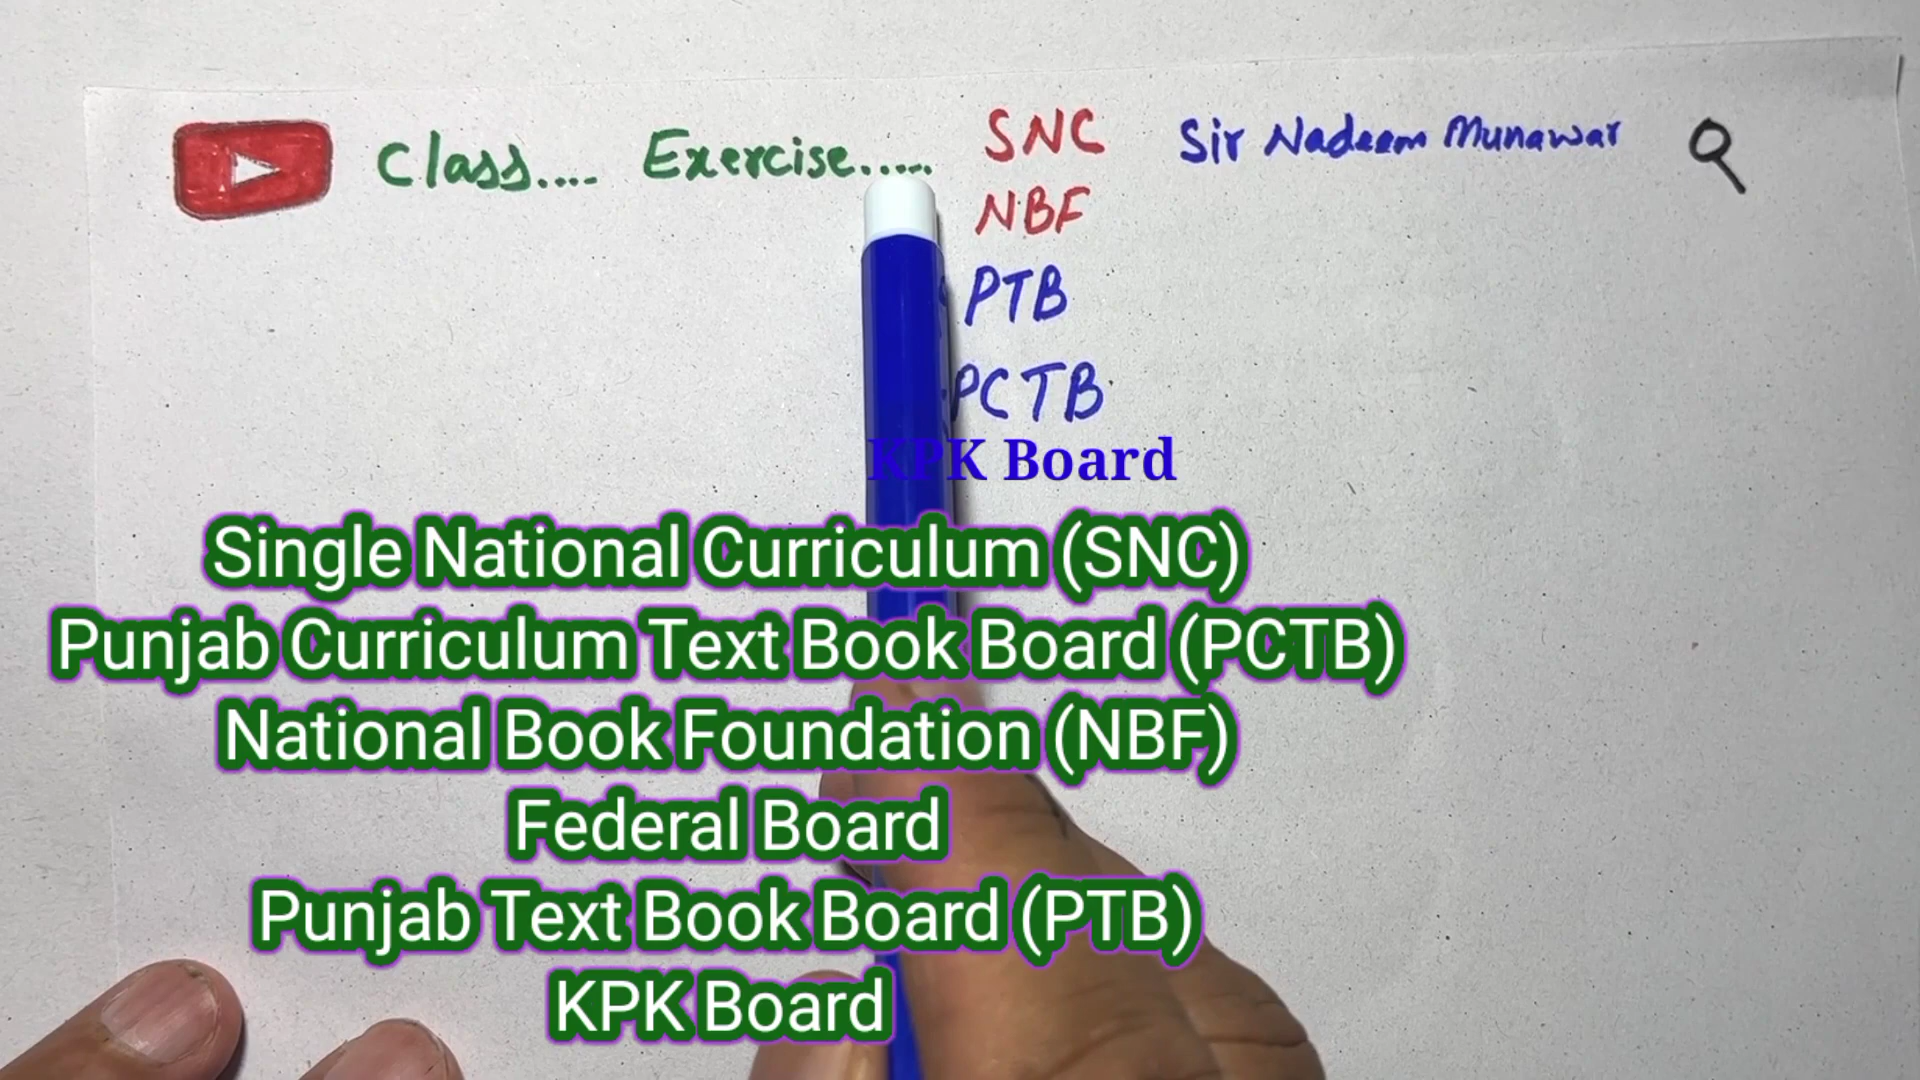 Class.... Exercise...... SNC Sir Nadeem Munawar
NBF
PTB
PCTB
KPK Board
Single National Curriculum (SNC)
Punjab Curriculum Text Book Board (PCTB)
National Book Foundation (NBF)
Federal Board
Punjab Text Book Board (PTB)
KPK Board